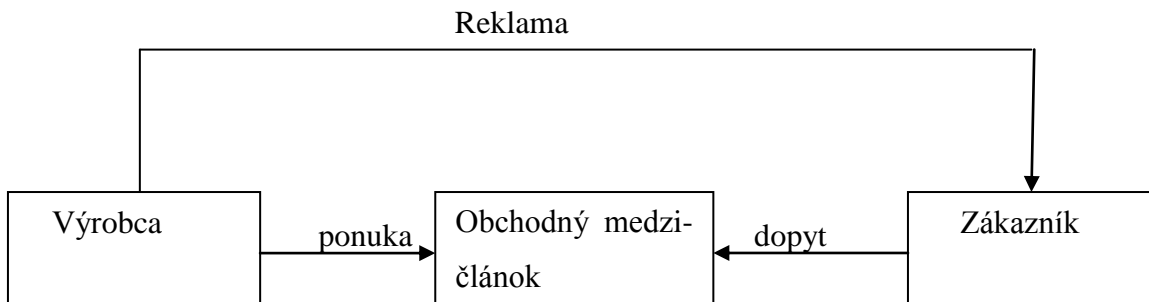 Reklama
Výrobca
ponuka
Obchodný medzi-
článok
dopyt
Zákazník